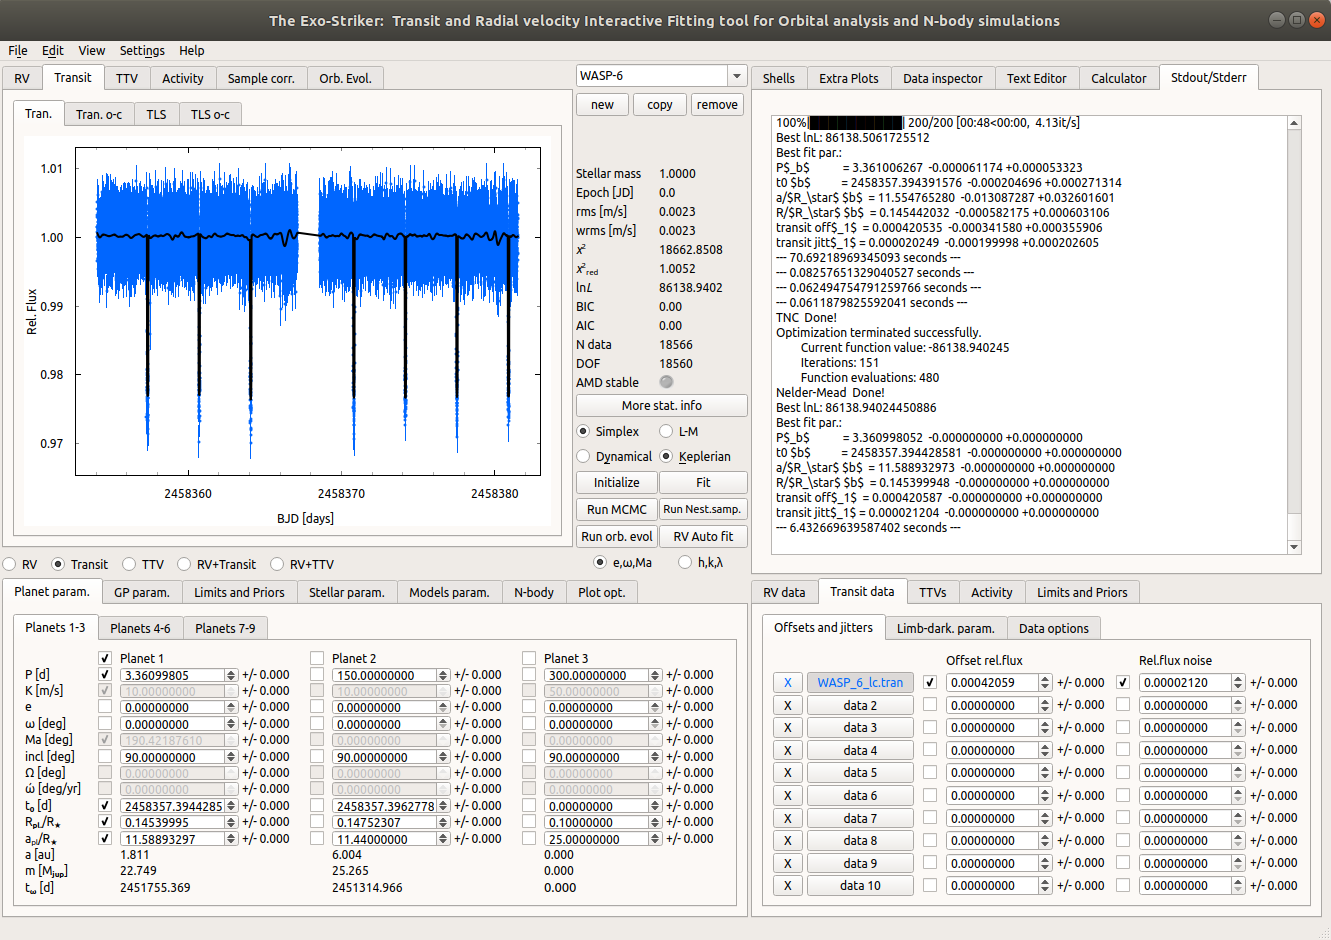 The Exo-Striker:  Transit and Radial velocity Interactive Fitting tool for Orbital analysis and N-body simulations
File Edit View Settings Help
RV Transit TTV Activity Sample corr. Orb. Evol.
Tran. Tran. o-c TLS TLS o-c
1.01
1.00
0.99
0.98
0.97
Rel. Flux
2458360 2458370 2458380
BJD [days]
WASP-6
new copy remove
Stellar mass 1.0000
Epoch [JD] 0.0
rms [m/s] 0.0023
wrms [m/s] 0.0023
χ² 18662.8508
χ²red 1.0052
lnL 86138.9402
BIC 0.00
AIC 0.00
N data 18566
DOF 18560
AMD stable
More stat. info
Simplex L-M
Dynamical Keplerian
Initialize Fit
Run MCMC Run Nest.samp.
Run orb. evol RV Auto fit
e,ω,Ma h,k,λ
Shells Extra Plots Data inspector Text Editor Calculator Stdout/Stderr
100%|██████████| 200/200 [00:48<00:00,  4.13it/s]
Best lnL: 86138.5061725512
Best fit par.:
P$_b$ = 3.361006267 -0.000061174 +0.000053323
t0 $b$ = 2458357.394391576 -0.000204696 +0.000271314
a/$R_\star$ $b$ = 11.554765280 -0.013087287 +0.032601601
R/$R_\star$ $b$ = 0.145442032 -0.000582175 +0.000603106
transit off$_1$ = 0.000420535 -0.000341580 +0.000355906
transit jitt$_1$ = 0.000020249 -0.000199998 +0.000202605
--- 70.69218969345093 seconds ---
--- 0.08257651329040527 seconds ---
--- 0.062494754791259766 seconds ---
--- 0.0611879825592041 seconds ---
TNC Done!
Optimization terminated successfully.
Current function value: -86138.940245
Iterations: 151
Function evaluations: 480
Nelder-Mead Done!
Best lnL: 86138.94024450886
Best fit par.:
P$_b$ = 3.360998052 -0.000000000 +0.000000000
t0 $b$ = 2458357.394428581 -0.000000000 +0.000000000
a/$R_\star$ $b$ = 11.588932973 -0.000000000 +0.000000000
R/$R_\star$ $b$ = 0.145399948 -0.000000000 +0.000000000
transit off$_1$ = 0.000420587 -0.000000000 +0.000000000
transit jitt$_1$ = 0.000021204 -0.000000000 +0.000000000
--- 6.432669639587402 seconds ---
RV Transit TTV RV+Transit RV+TTV
Planet param. GP param. Limits and Priors Stellar param. Models param. N-body Plot opt.
Planets 1-3 Planets 4-6 Planets 7-9
Planet 1 Planet 2 Planet 3
P [d] 3.36099805 +/- 0.000 150.00000000 +/- 0.000 300.00000000 +/- 0.000
K [m/s] 10.00000000 +/- 0.000 10.00000000 +/- 0.000 50.00000000 +/- 0.000
e 0.00000000 +/- 0.000 0.00000000 +/- 0.000 0.00000000 +/- 0.000
ω [deg] 0.00000000 +/- 0.000 0.00000000 +/- 0.000 0.00000000 +/- 0.000
Ma [deg] 190.42187610 +/- 0.000 0.00000000 +/- 0.000 0.00000000 +/- 0.000
incl [deg] 90.00000000 +/- 0.000 90.00000000 +/- 0.000 90.00000000 +/- 0.000
Ω [deg] 0.00000000 +/- 0.000 0.00000000 +/- 0.000 0.00000000 +/- 0.000
ώ [deg/yr] 0.00000000 +/- 0.000 0.00000000 +/- 0.000 0.00000000 +/- 0.000
t₀ [d] 2458357.3944285 +/- 0.000 2458357.3962778 +/- 0.000 0.00000000 +/- 0.000
Rpl./R★ 0.14539995 +/- 0.000 0.14752307 +/- 0.000 0.10000000 +/- 0.000
apl/R★ 11.58893297 +/- 0.000 11.44000000 +/- 0.000 25.00000000 +/- 0.000
a [au] 1.811 6.004 0.000
m [Mjup] 22.749 25.265 0.000
tω [d] 2451755.369 2451314.966 0.000
RV data Transit data TTVs Activity Limits and Priors
Offsets and jitters Limb-dark. param. Data options
Offset rel.flux Rel.flux noise
X WASP_6_lc.tran 0.00042059 +/- 0.000 0.00002120 +/- 0.000
X data 2 0.00000000 +/- 0.000 0.00000000 +/- 0.000
X data 3 0.00000000 +/- 0.000 0.00000000 +/- 0.000
X data 4 0.00000000 +/- 0.000 0.00000000 +/- 0.000
X data 5 0.00000000 +/- 0.000 0.00000000 +/- 0.000
X data 6 0.00000000 +/- 0.000 0.00000000 +/- 0.000
X data 7 0.00000000 +/- 0.000 0.00000000 +/- 0.000
X data 8 0.00000000 +/- 0.000 0.00000000 +/- 0.000
X data 9 0.00000000 +/- 0.000 0.00000000 +/- 0.000
X data 10 0.00000000 +/- 0.000 0.00000000 +/- 0.000